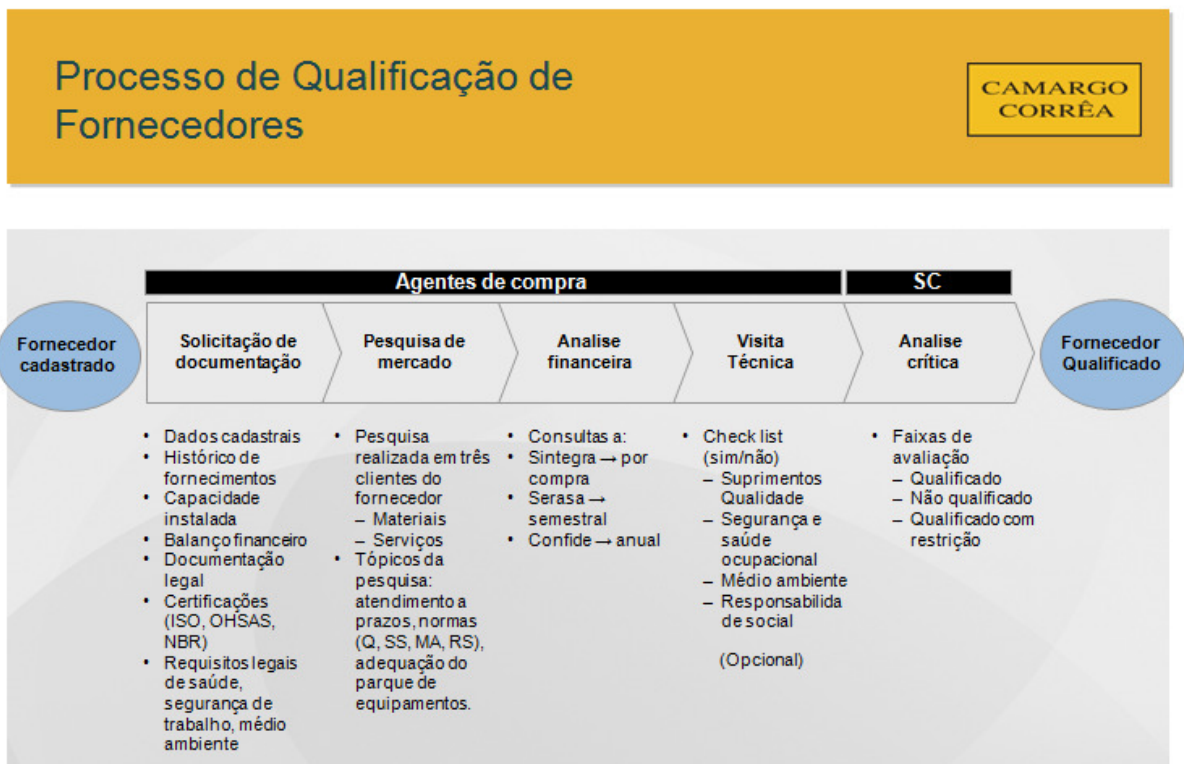 Processo de Qualificação de
Fornecedores
CAMARGO
CORRÊA
Agentes de compra
SC
Fornecedor
cadastrado
Solicitação de
documentação
Pesquisa de
mercado
Analise
financeira
Visita
Técnica
Analise
crítica
Fornecedor
Qualificado
• Dados cadastrais
• Histórico de
fornecimentos
• Capacidade
instalada
• Balanço financeiro
• Documentação
legal
• Certificações
(ISO, OHSAS,
NBR)
• Requisitos legais
de saúde,
segurança de
trabalho, médio
ambiente
• Pesquisa
realizada em três
clientes do
fornecedor
– Materiais
– Serviços
• Tópicos da
pesquisa:
atendimento a
prazos, normas
(Q, SS, MA, RS),
adequação do
parque de
equipamentos.
• Consultas a:
• Sintegra → por
compra
• Serasa →
semestral
• Confide → anual
• Check list
(sim/não)
– Suprimentos
Qualidade
– Segurança e
saúde
ocupacional
– Médio ambiente
– Responsabilida
de social
(Opcional)
• Faixas de
avaliação
– Qualificado
– Não qualificado
– Qualificado com
restrição